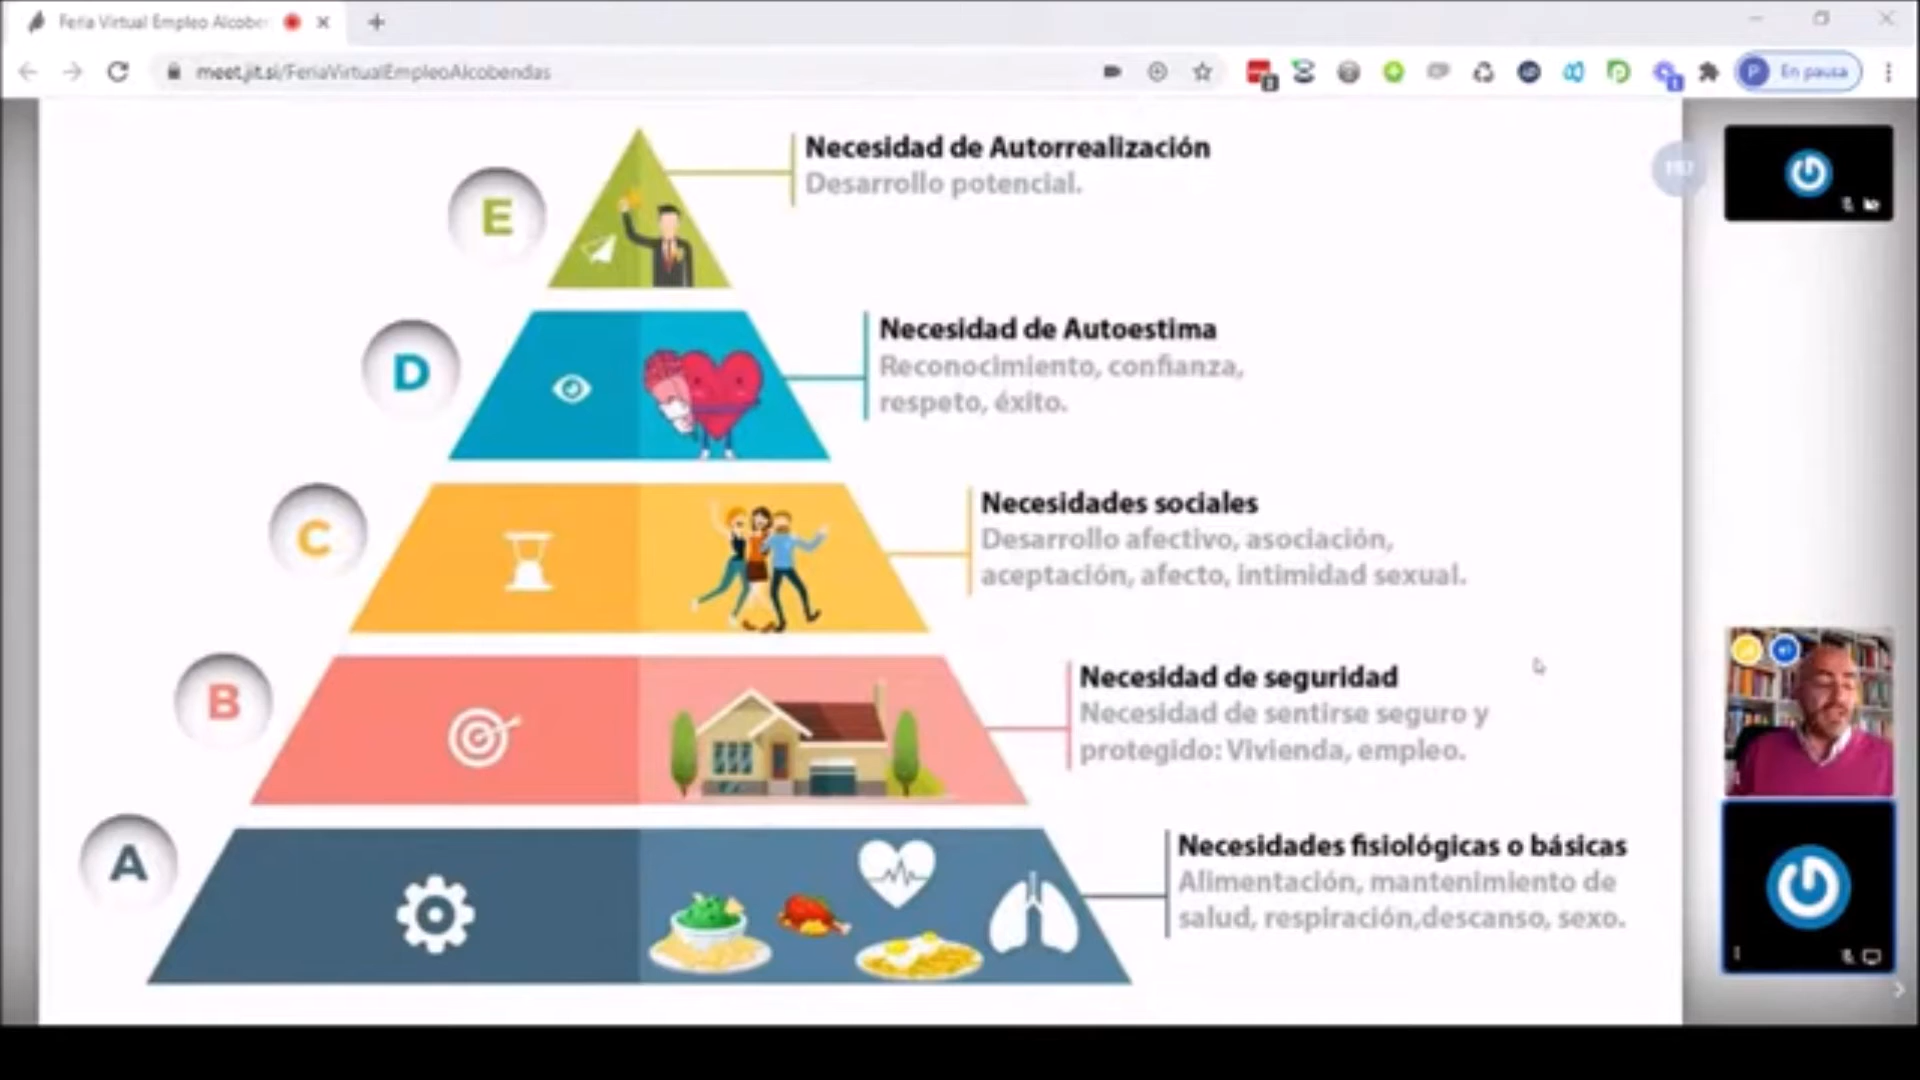 Feria Virtual Empleo Alcobe
meet.jit.si/FeriaVirtualEmpleoAlcobendas
P
En pausa
E
Necesidad de Autorrealización
Desarrollo potencial.
D
Necesidad de Autoestima
Reconocimiento, confianza,
respeto, éxito.
C
Necesidades sociales
Desarrollo afectivo, asociación,
aceptación, afecto, intimidad sexual.
B
Necesidad de seguridad
Necesidad de sentirse seguro y
protegido: Vivienda, empleo.
A
Necesidades fisiológicas o básicas
Alimentación, mantenimiento de
salud, respiración,descanso, sexo.